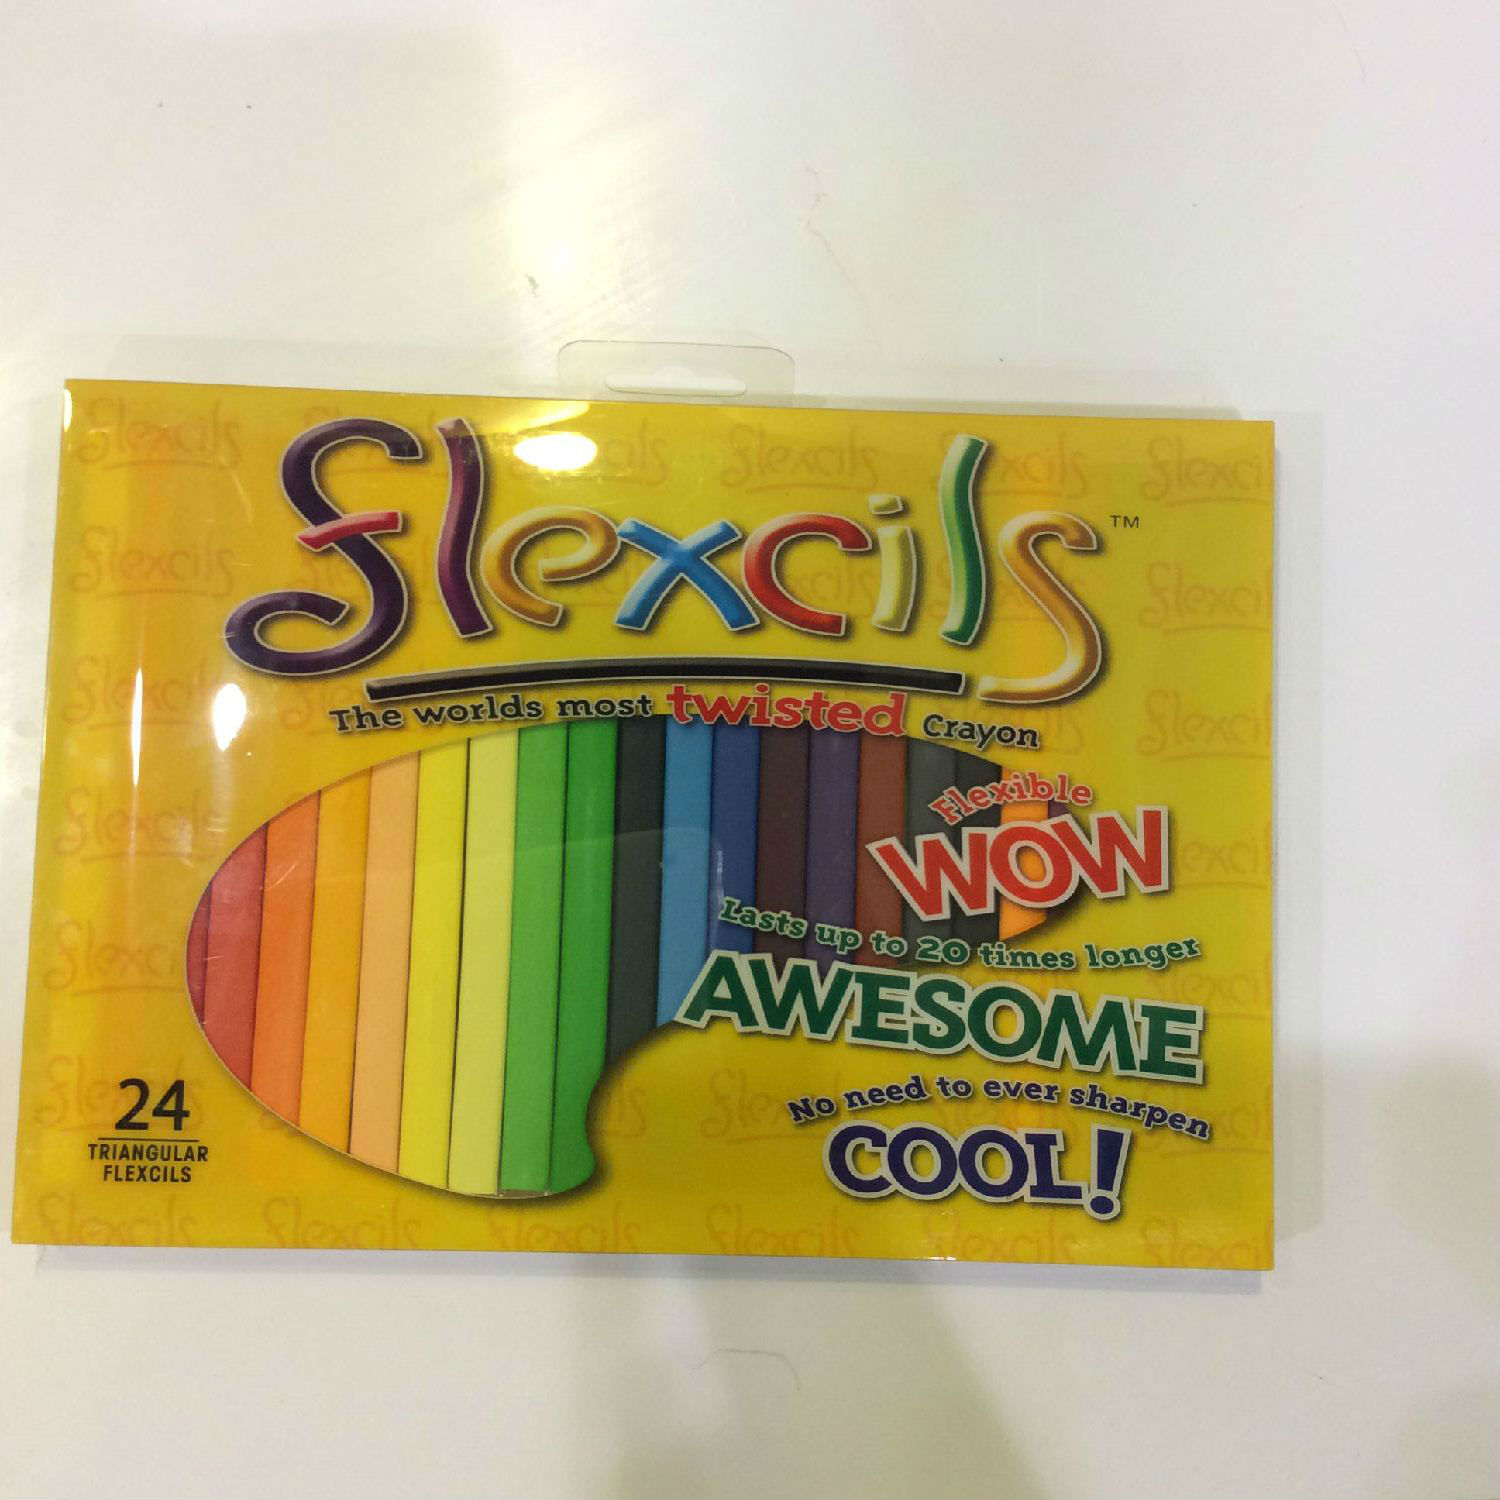 flexcils™
The worlds most twisted Crayon
Flexible
WOW
Lasts up to 20 times longer
AWESOME
No need to ever sharpen
COOL!
24
TRIANGULAR
FLEXCILS